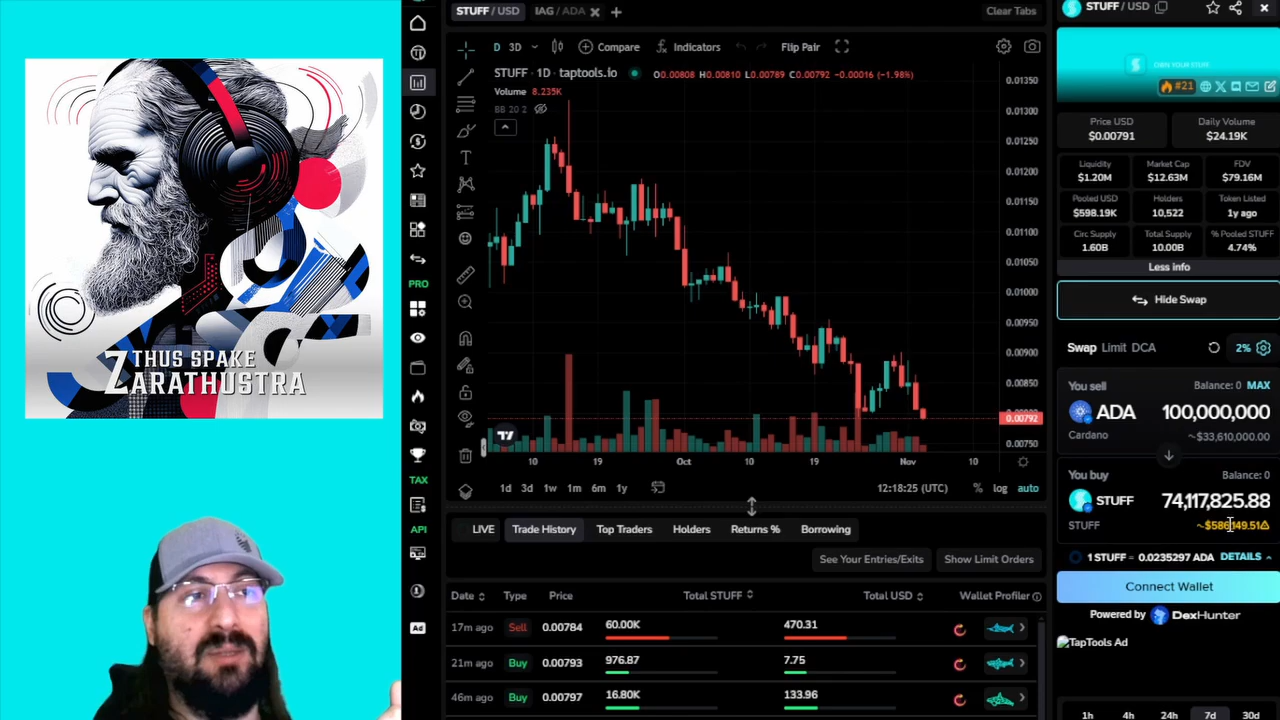 THUS SPAKE
ZARATHUSTRA
STUFF / USD
IAG / ADA
Clear Tabs
D 3D
Compare
Indicators
Flip Pair
STUFF · 1D · taptools.io
O0.00808 H0.00810 L0.00789 C0.00792 −0.00016 (−1.98%)
Volume 8.235K
BB 20 2
0.01350
0.01300
0.01250
0.01200
0.01150
0.01100
0.01050
0.01000
0.00950
0.00900
0.00850
0.00792
0.00750
10 19 Oct 10 19 Nov 10
1d 3d 1w 1m 6m 1y
12:18:25 (UTC)
% log auto
PRO
TAX
API
Ad
LIVE
Trade History
Top Traders
Holders
Returns %
Borrowing
See Your Entries/Exits
Show Limit Orders
Date Type Price Total STUFF Total USD Wallet Profiler
17m ago Sell 0.00784 60.00K 470.31
21m ago Buy 0.00793 976.87 7.75
46m ago Buy 0.00797 16.80K 133.96
STUFF / USD
OWN YOUR STUFF
#21
Price USD
$0.00791
Daily Volume
$24.19K
Liquidity
$1.20M
Market Cap
$12.63M
FDV
$79.16M
Pooled USD
$598.19K
Holders
10,522
Token Listed
1y ago
Circ Supply
1.60B
Total Supply
10.00B
% Pooled STUFF
4.74%
Less info
Hide Swap
Swap Limit DCA
2%
You sell
Balance: 0 MAX
ADA 100,000,000
Cardano ~$33,610,000.00
You buy
Balance: 0
STUFF 74,117,825.88
STUFF
1 STUFF = 0.0235297 ADA DETAILS
Connect Wallet
Powered by DexHunter
TapTools Ad
1h 4h 24h 7d 30d